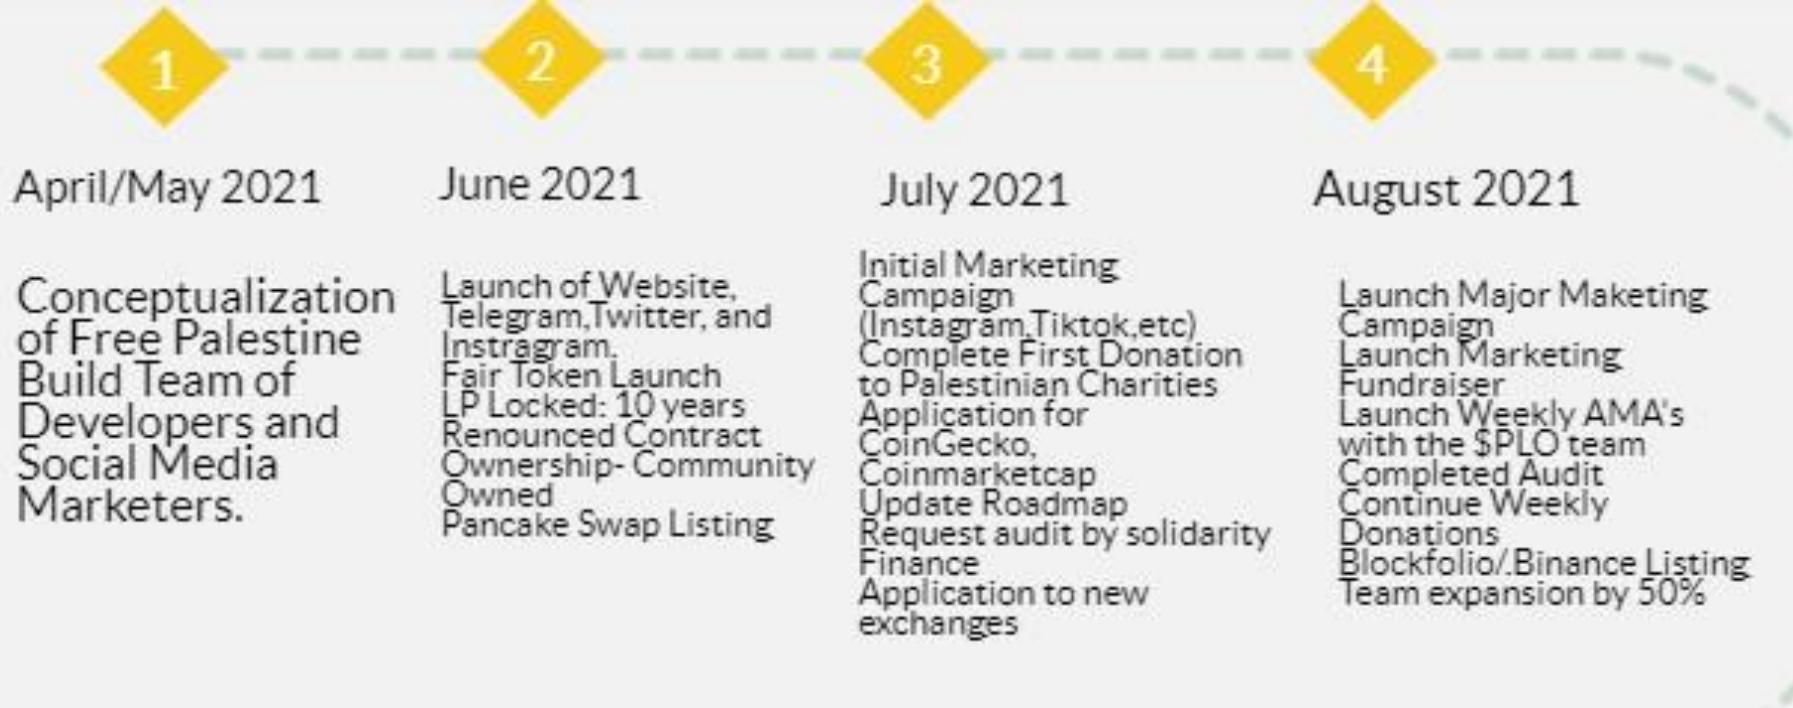 1
2
3
4
April/May 2021
Conceptualization
of Free Palestine
Build Team of
Developers and
Social Media
Marketers.
June 2021
Launch of Website,
Telegram,Twitter, and
Instragram.
Fair Token Launch
LP Locked: 10 years
Renounced Contract
Ownership- Community
Owned
Pancake Swap Listing
July 2021
Initial Marketing
Campaign
(Instagram,Tiktok,etc)
Complete First Donation
to Palestinian Charities
Application for
CoinGecko,
Coinmarketcap
Update Roadmap
Request audit by solidarity
Finance
Application to new
exchanges
August 2021
Launch Major Maketing
Campaign
Launch Marketing
Fundraiser
Launch Weekly AMA's
with the $PLO team
Completed Audit
Continue Weekly
Donations
Blockfolio/.Binance Listing
Team expansion by 50%